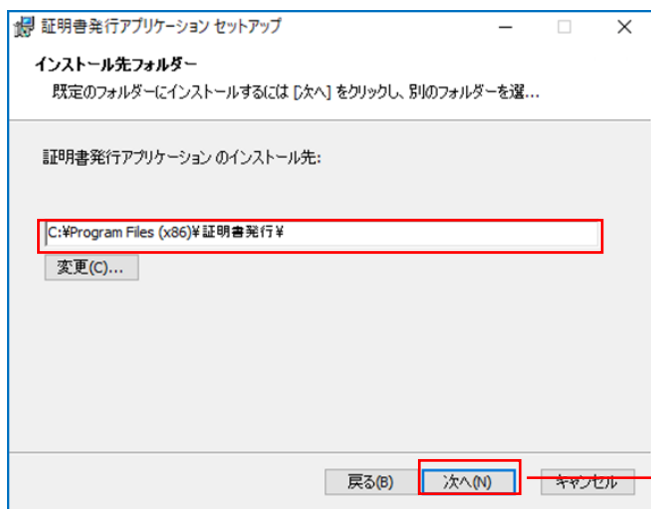 証明書発行アプリケーション セットアップ
インストール先フォルダー
既定のフォルダーにインストールするには [次へ] をクリックし、別のフォルダーを選...
証明書発行アプリケーション のインストール先:
C:¥Program Files (x86)¥証明書発行¥
変更(C)...
戻る(B) 次へ(N) キャンセル